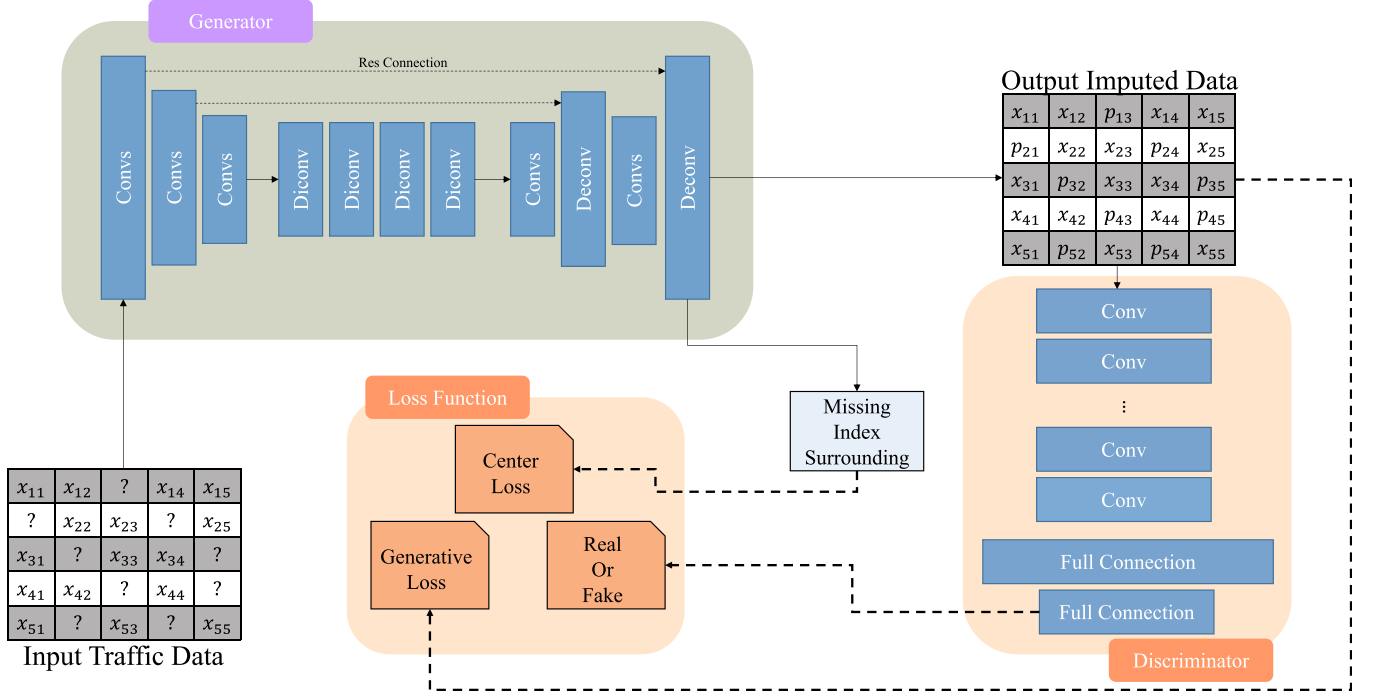 Generator
Res Connection
Convs
Convs
Convs
Diconv
Diconv
Diconv
Diconv
Convs
Deconv
Convs
Deconv
Output Imputed Data
x₁₁ x₁₂ p₁₃ x₁₄ x₁₅
p₂₁ x₂₂ x₂₃ p₂₄ x₂₅
x₃₁ p₃₂ x₃₃ x₃₄ p₃₅
x₄₁ x₄₂ p₄₃ x₄₄ p₄₅
x₅₁ p₅₂ x₅₃ p₅₄ x₅₅
Conv
Conv
...
Conv
Conv
Full Connection
Full Connection
Discriminator
Missing
Index
Surrounding
Loss Function
Center
Loss
Generative
Loss
Real
Or
Fake
x₁₁ x₁₂ ? x₁₄ x₁₅
? x₂₂ x₂₃ ? x₂₅
x₃₁ ? x₃₃ x₃₄ ?
x₄₁ x₄₂ ? x₄₄ ?
x₅₁ ? x₅₃ ? x₅₅
Input Traffic Data